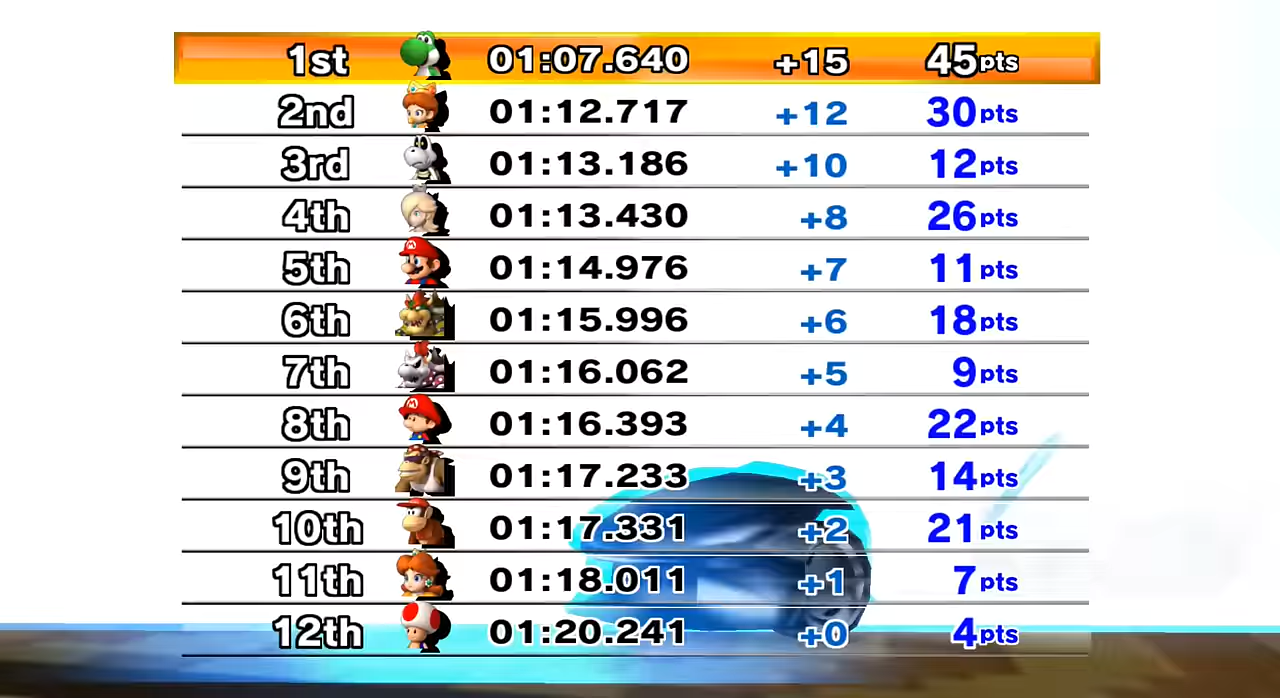 1st 01:07.640 +15 45pts
2nd 01:12.717 +12 30pts
3rd 01:13.186 +10 12pts
4th 01:13.430 +8 26pts
5th 01:14.976 +7 11pts
6th 01:15.996 +6 18pts
7th 01:16.062 +5 9pts
8th 01:16.393 +4 22pts
9th 01:17.233 +3 14pts
10th 01:17.331 +2 21pts
11th 01:18.011 +1 7pts
12th 01:20.241 +0 4pts